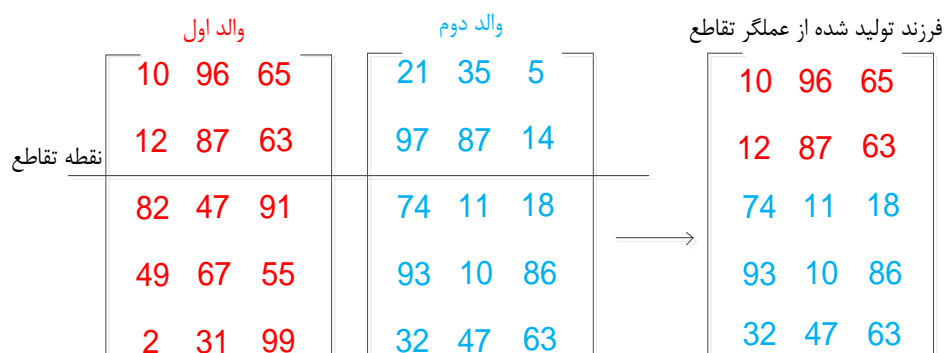 والد اول
10 96 65
12 87 63
82 47 91
49 67 55
2 31 99
نقطه تقاطع
والد دوم
21 35 5
97 87 14
74 11 18
93 10 86
32 47 63
فرزند تولید شده از عملگر تقاطع
10 96 65
12 87 63
74 11 18
93 10 86
32 47 63